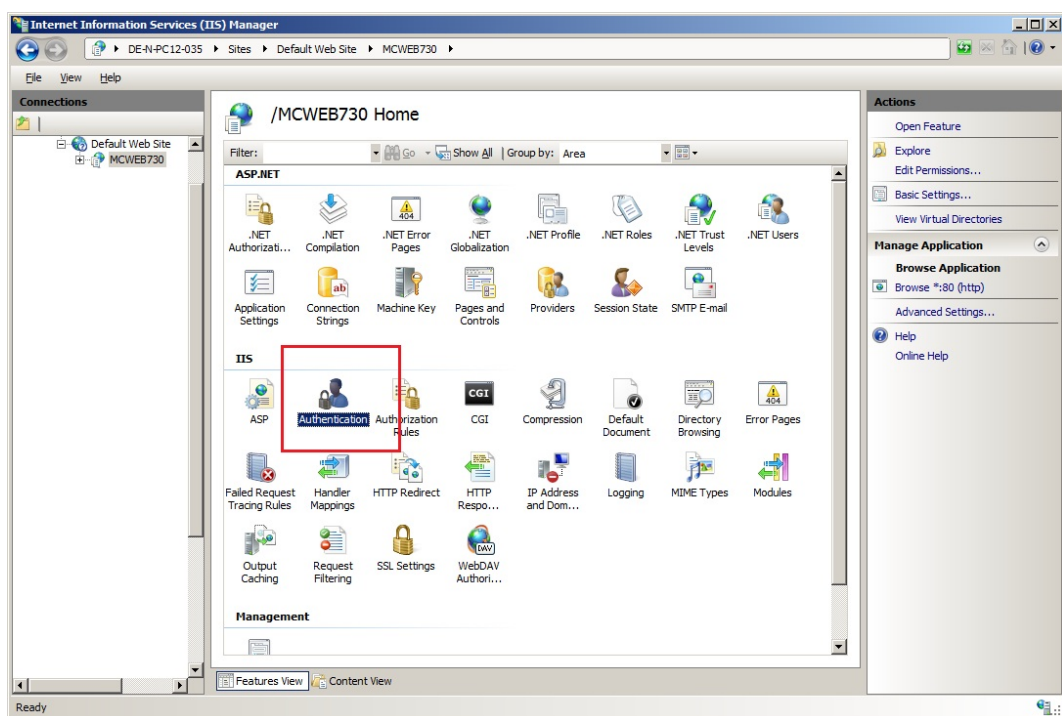 Internet Information Services (IIS) Manager
DE-N-PC12-035 Sites Default Web Site MCWEB730
File View Help
Connections
Default Web Site
MCWEB730
/MCWEB730 Home
Filter: Go Show All Group by: Area
ASP.NET
.NET Authorizati...
.NET Compilation
.NET Error Pages
404
.NET Globalization
.NET Profile
.NET Roles
.NET Trust Levels
.NET Users
Application Settings
ab
Connection Strings
Machine Key
Pages and Controls
Providers
Session State
SMTP E-mail
IIS
ASP
Authentication
Authorization Rules
CGI
CGI
Compression
Default Document
Directory Browsing
404
Error Pages
Failed Request Tracing Rules
Handler Mappings
HTTP Redirect
HTTP Respo...
IP Address and Dom...
Logging
MIME Types
Modules
Output Caching
Request Filtering
SSL Settings
DAV
WebDAV Authori...
Management
Features View Content View
Ready
Actions
Open Feature
Explore
Edit Permissions...
Basic Settings...
View Virtual Directories
Manage Application
Browse Application
Browse *:80 (http)
Advanced Settings...
Help
Online Help